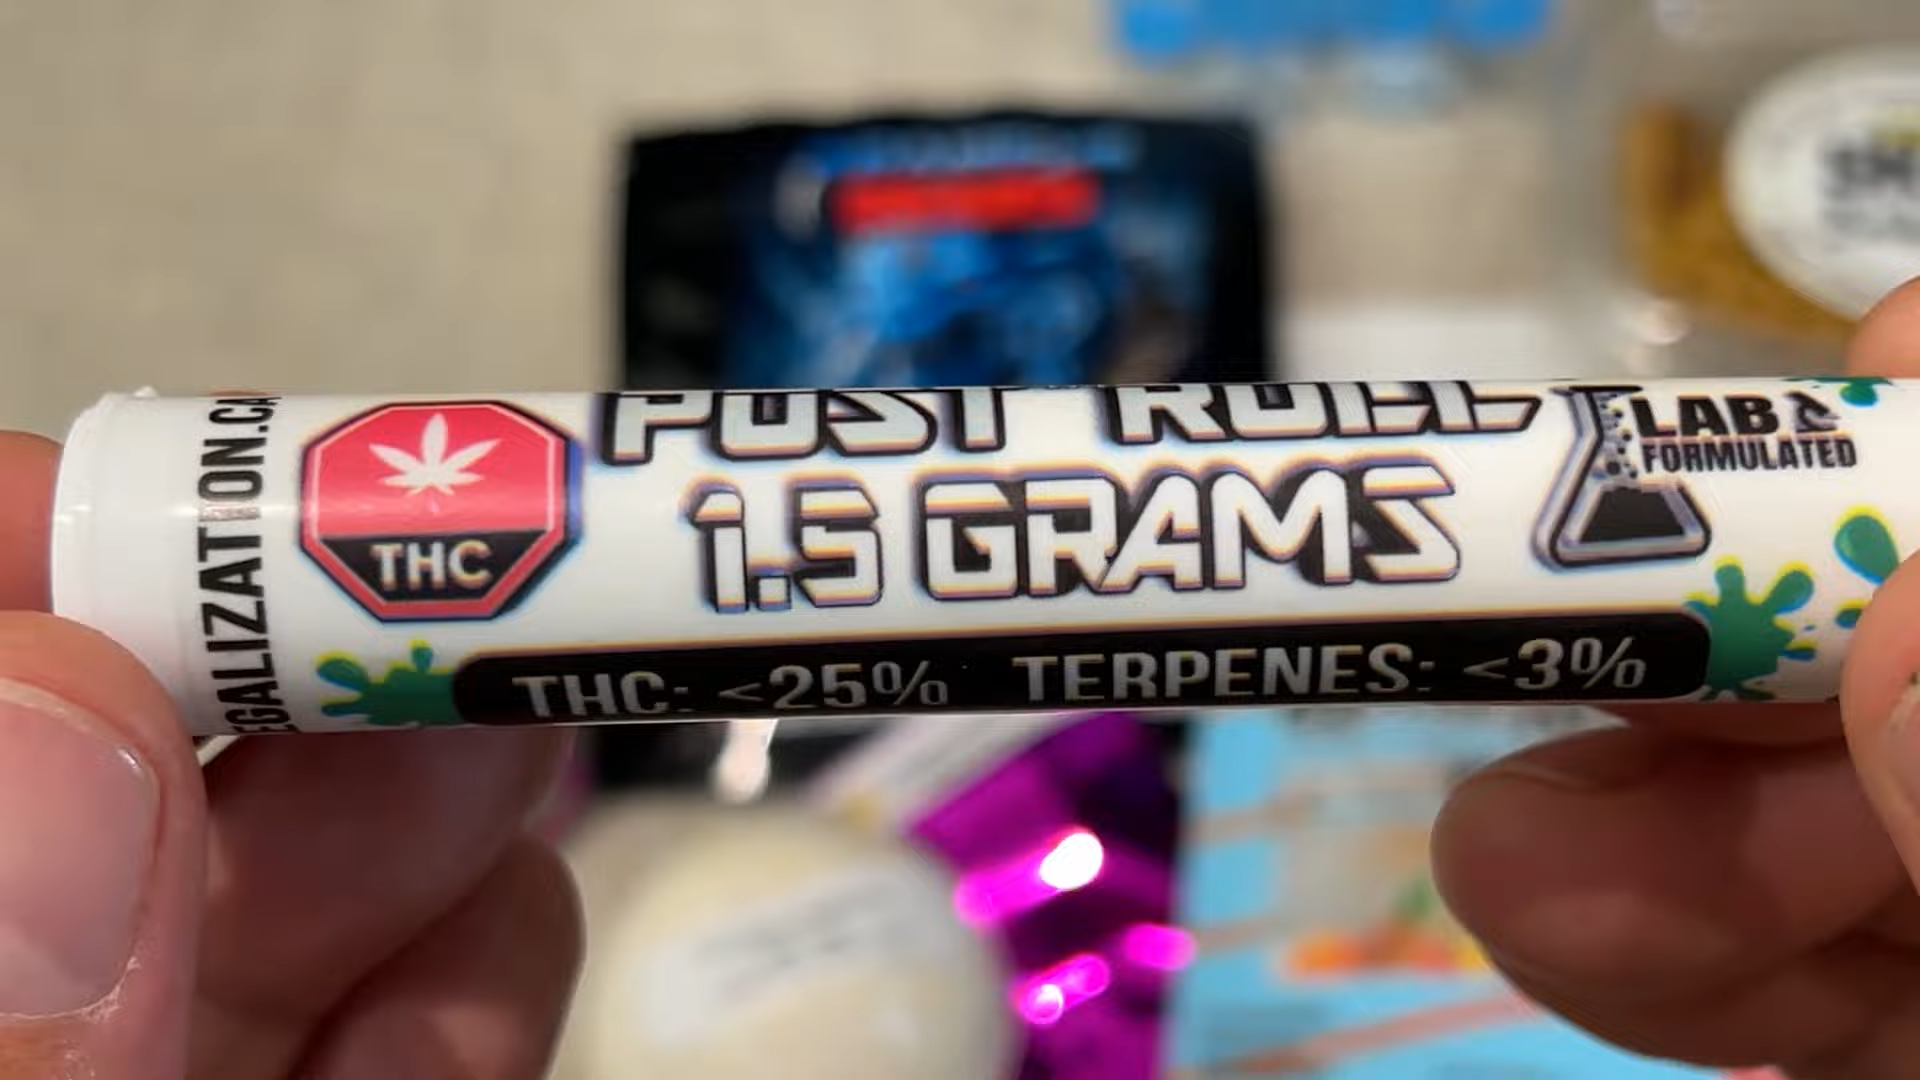 EGALIZATION.CA
THC
POST ROLL
1.5 GRAMS
LAB
FORMULATED
THC: <25% TERPENES: <3%